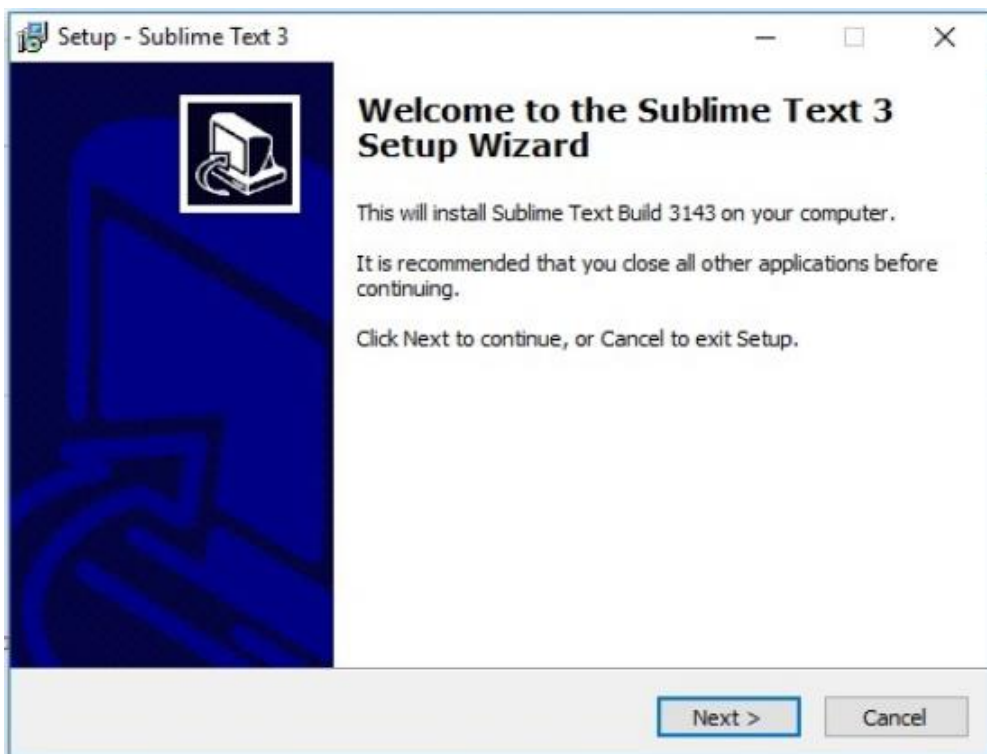 Setup - Sublime Text 3
Welcome to the Sublime Text 3
Setup Wizard
This will install Sublime Text Build 3143 on your computer.
It is recommended that you close all other applications before
continuing.
Click Next to continue, or Cancel to exit Setup.
Next >
Cancel